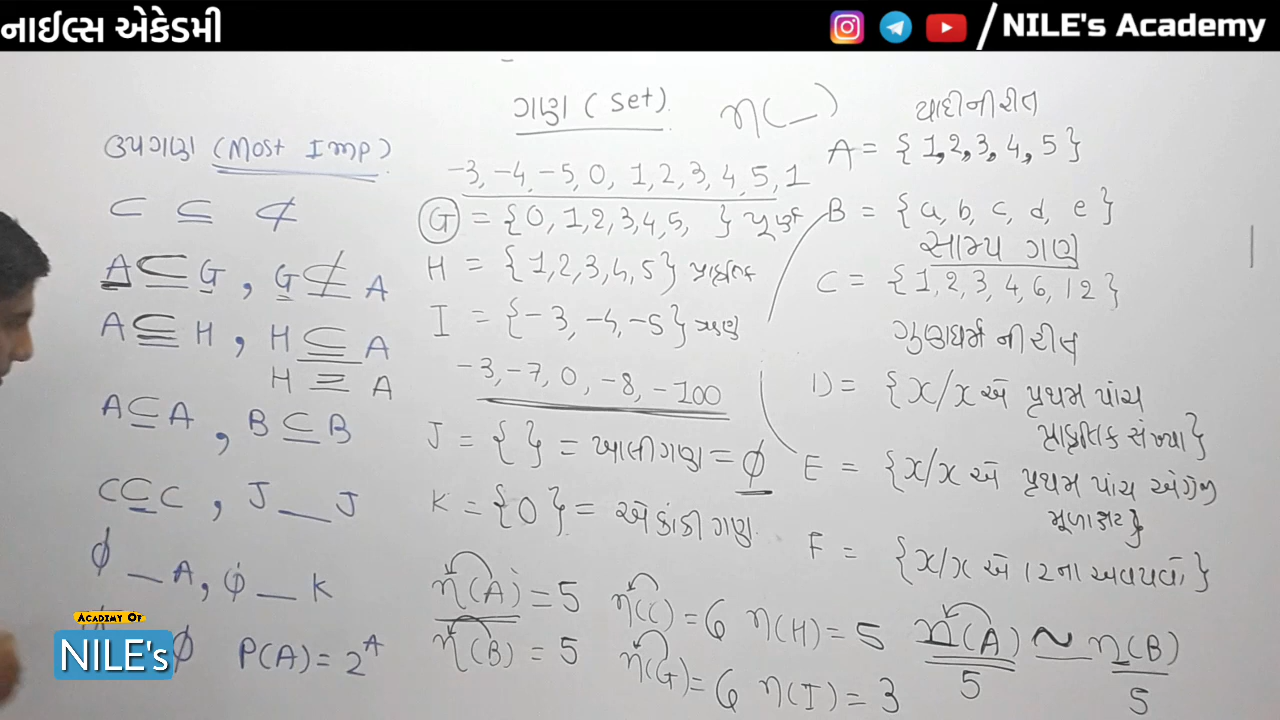 નાઈલ્સ એકેડમી
/NILE's Academy
ગણ (Set). n(_)
ઉપગણ (Most Imp)
⊂ ⊆ ⊄
A ⊆ G, G ⊄ A
A ⊆ H, H ⊆ A
H ≡ A
A ⊆ A, B ⊆ B
C ⊆ C, J __ J
ϕ _ A, ϕ _ K
ϕ P(A) = 2^A
-3, -4, -5, 0, 1, 2, 3, 4, 5, 1
G = {0, 1, 2, 3, 4, 5, } પૂર્ણ
H = {1, 2, 3, 4, 5} પ્રાકૃતિક
I = {-3, -4, -5} ઋણ
-3, -7, 0, -8, -100
J = { } = ખાલીગણ = ϕ
K = {0} = એકાંકી ગણ.
n(A) = 5 n(C) = 6 n(H) = 5 n(A) ~ n(B)
n(B) = 5 n(G) = 6 n(I) = 3 5 5
યાદીની રીત
A = {1, 2, 3, 4, 5}
B = {a, b, c, d, e}
સામ્ય ગણ
C = {1, 2, 3, 4, 6, 12}
ગુણધર્મ ની રીત
D = {x/x એ પ્રથમ પાંચ
પ્રાકૃતિક સંખ્યા}
E = {x/x એ પ્રથમ પાંચ અંગ્રેજી
મૂળાક્ષર}
F = {x/x એ 12ના અવયવો}
ACADEMY OF
NILE's